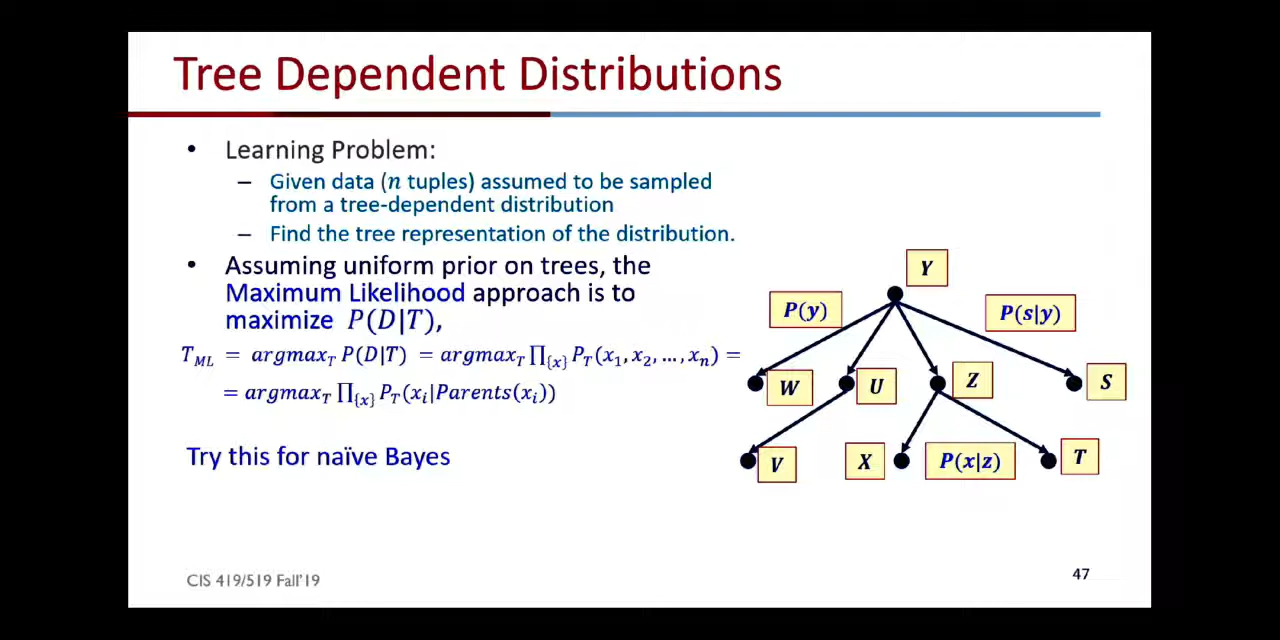 Tree Dependent Distributions
• Learning Problem:
– Given data (n tuples) assumed to be sampled
from a tree-dependent distribution
– Find the tree representation of the distribution.
• Assuming uniform prior on trees, the
Maximum Likelihood approach is to
maximize P(D|T),
T_ML = argmax_T P(D|T) = argmax_T ∏_{x} P_T(x_1, x_2, …, x_n) =
= argmax_T ∏_{x} P_T(x_i|Parents(x_i))
Try this for naïve Bayes
Y
P(y)
P(s|y)
W
U
Z
S
V
X
P(x|z)
T
CIS 419/519 Fall'19
47